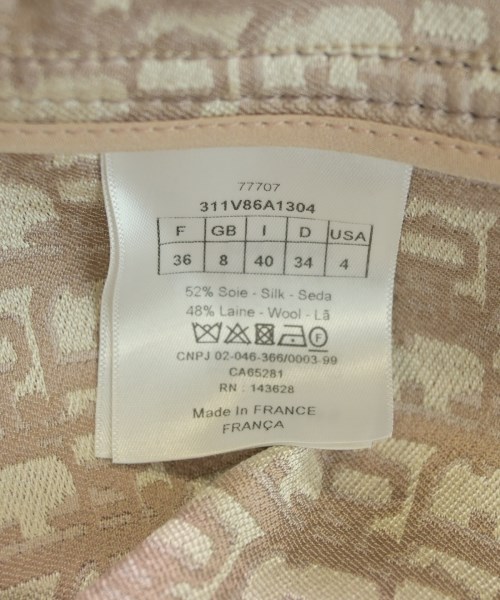 77707
311V86A1304
F GB I D USA
36 8 40 34 4
52% Soie - Silk - Seda
48% Laine - Wool - Lã
F
CNPJ 02-046-366/0003-99
CA65281
RN : 143628
Made In FRANCE
FRANÇA